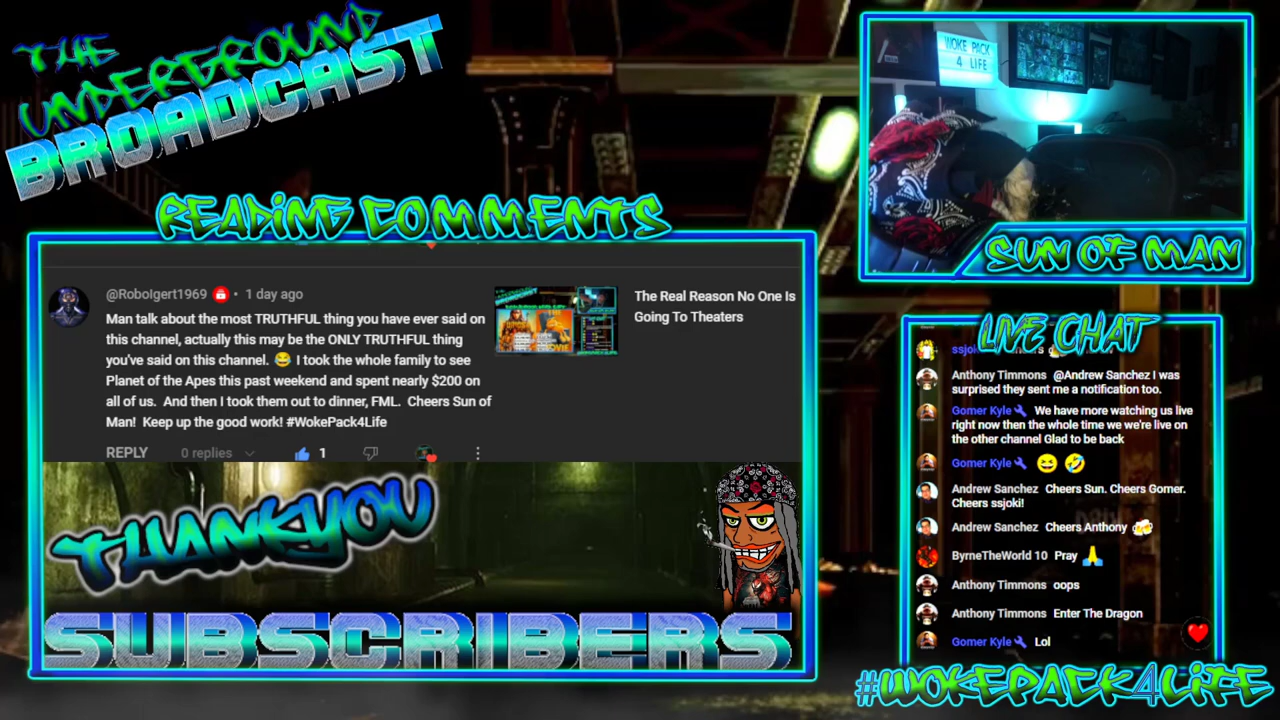 THE
UNDERGROUND
BROADCAST
READING COMMENTS
@RoboIgert1969 • 1 day ago
Man talk about the most TRUTHFUL thing you have ever said on
this channel, actually this may be the ONLY TRUTHFUL thing
you've said on this channel. 😂 I took the whole family to see
Planet of the Apes this past weekend and spent nearly $200 on
all of us. And then I took them out to dinner, FML. Cheers Sun of
Man! Keep up the good work! #WokePack4Life
REPLY 0 replies 1
The Real Reason No One Is
Going To Theaters
THANKYOU
SUBSCRIBERS
WOKE PACK
4 LIFE
SUN OF MAN
LIVE CHAT
ssjoki
Anthony Timmons @Andrew Sanchez I was
surprised they sent me a notification too.
Gomer Kyle We have more watching us live
right now then the whole time we we're live on
the other channel Glad to be back
Gomer Kyle 😆 🤣
Andrew Sanchez Cheers Sun. Cheers Gomer.
Cheers ssjoki!
Andrew Sanchez Cheers Anthony 🍻
ByrneTheWorld 10 Pray 🙏
Anthony Timmons oops
Anthony Timmons Enter The Dragon
Gomer Kyle Lol
#WOKEPACK4LIFE